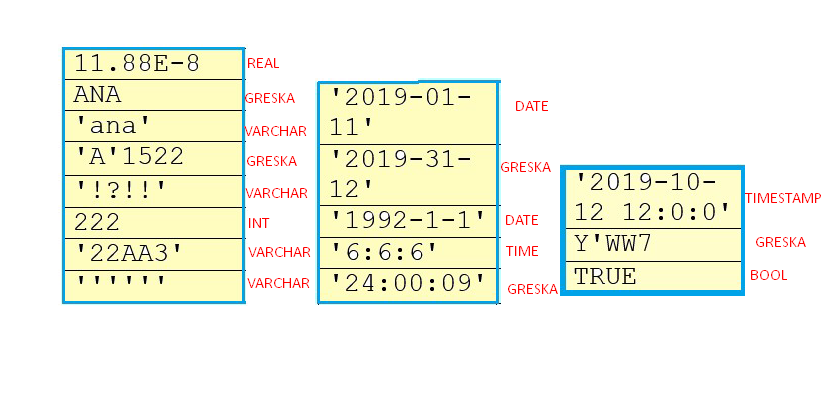 11.88E-8 REAL
ANA GRESKA
'ana' VARCHAR
'A'1522 GRESKA
'!?!!' VARCHAR
222 INT
'22AA3' VARCHAR
'''''' VARCHAR
'2019-01-
11' DATE
'2019-31-
12' GRESKA
'1992-1-1' DATE
'6:6:6' TIME
'24:00:09' GRESKA
'2019-10-
12 12:0:0' TIMESTAMP
Y'WW7 GRESKA
TRUE BOOL